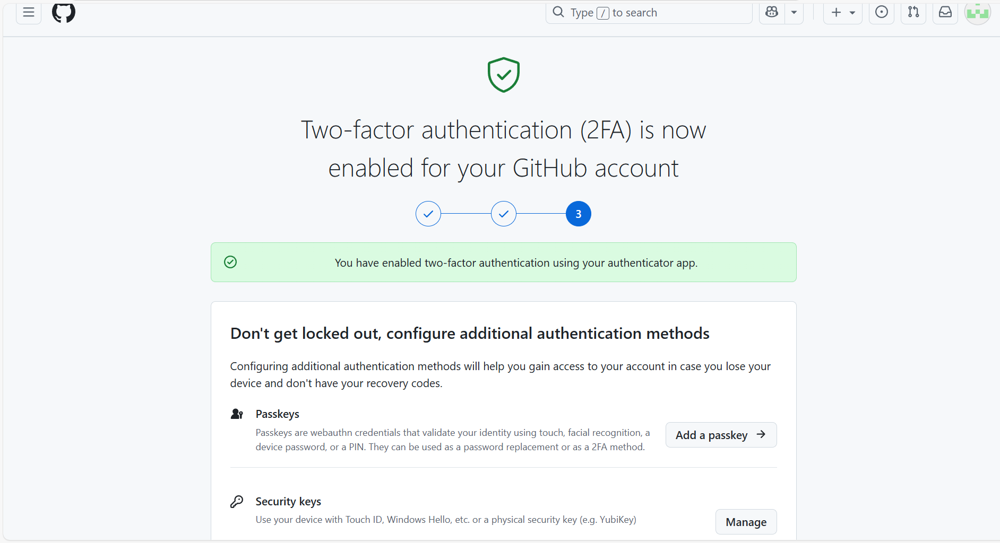 Type / to search
Two-factor authentication (2FA) is now
enabled for your GitHub account
3
You have enabled two-factor authentication using your authenticator app.
Don't get locked out, configure additional authentication methods
Configuring additional authentication methods will help you gain access to your account in case you lose your
device and don't have your recovery codes.
Passkeys
Passkeys are webauthn credentials that validate your identity using touch, facial recognition, a
device password, or a PIN. They can be used as a password replacement or as a 2FA method.
Add a passkey
Security keys
Use your device with Touch ID, Windows Hello, etc. or a physical security key (e.g. YubiKey)
Manage